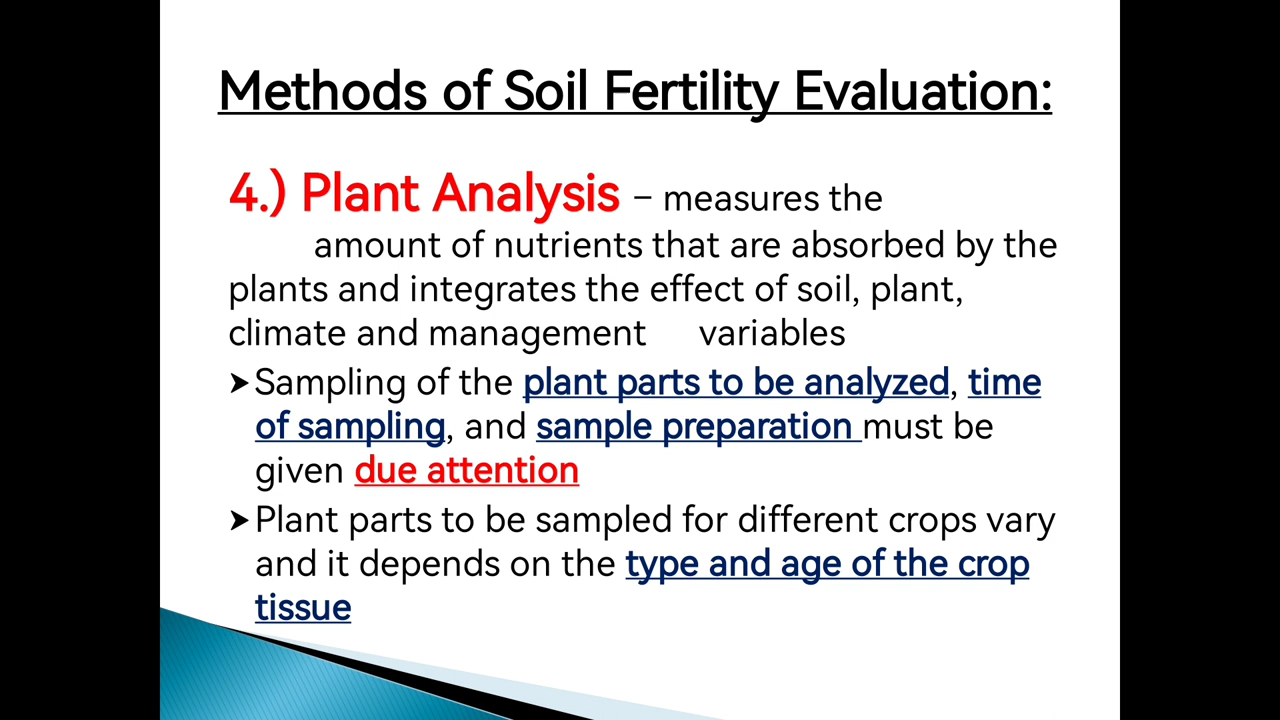 Methods of Soil Fertility Evaluation:
4.) Plant Analysis – measures the
amount of nutrients that are absorbed by the
plants and integrates the effect of soil, plant,
climate and management variables
➤Sampling of the plant parts to be analyzed, time
of sampling, and sample preparation must be
given due attention
➤Plant parts to be sampled for different crops vary
and it depends on the type and age of the crop
tissue